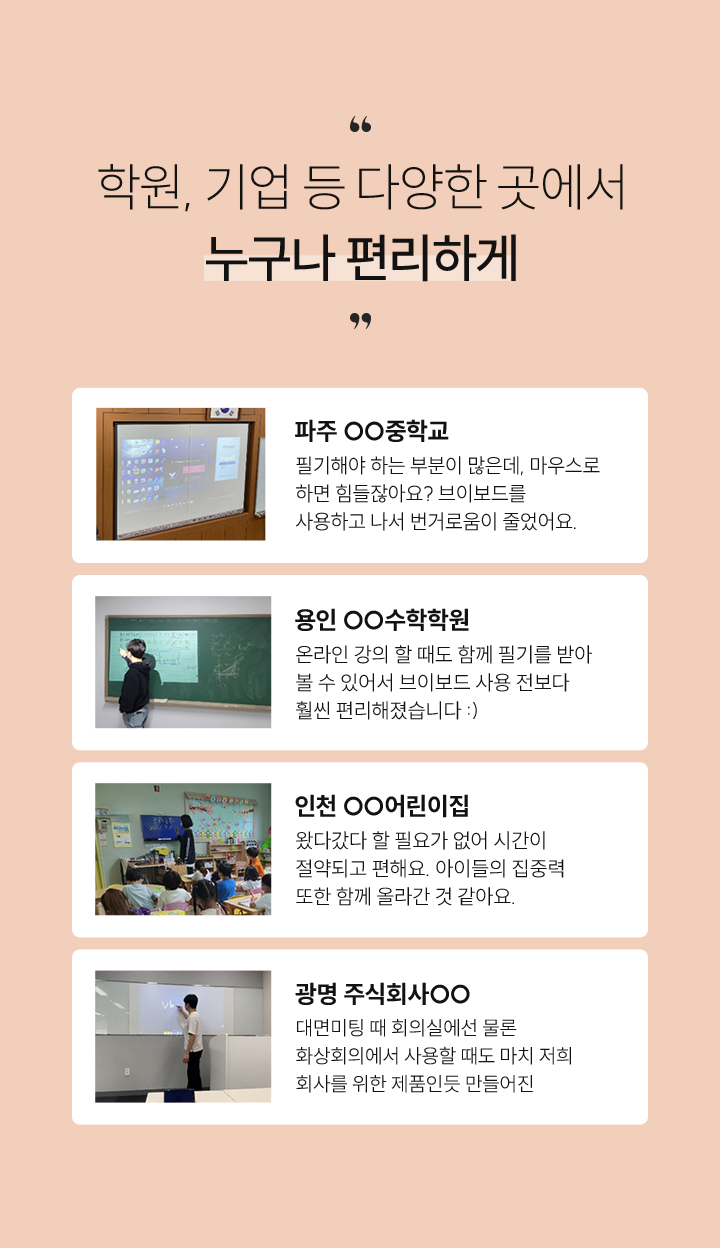 “
학원, 기업 등 다양한 곳에서
누구나 편리하게
”
파주 OO중학교
필기해야 하는 부분이 많은데, 마우스로
하면 힘들잖아요? 브이보드를
사용하고 나서 번거로움이 줄었어요.
용인 OO수학학원
온라인 강의 할 때도 함께 필기를 받아
볼 수 있어서 브이보드 사용 전보다
훨씬 편리해졌습니다 :)
인천 OO어린이집
왔다갔다 할 필요가 없어 시간이
절약되고 편해요. 아이들의 집중력
또한 함께 올라간 것 같아요.
광명 주식회사OO
대면미팅 때 회의실에선 물론
화상회의에서 사용할 때도 마치 저희
회사를 위한 제품인듯 만들어진